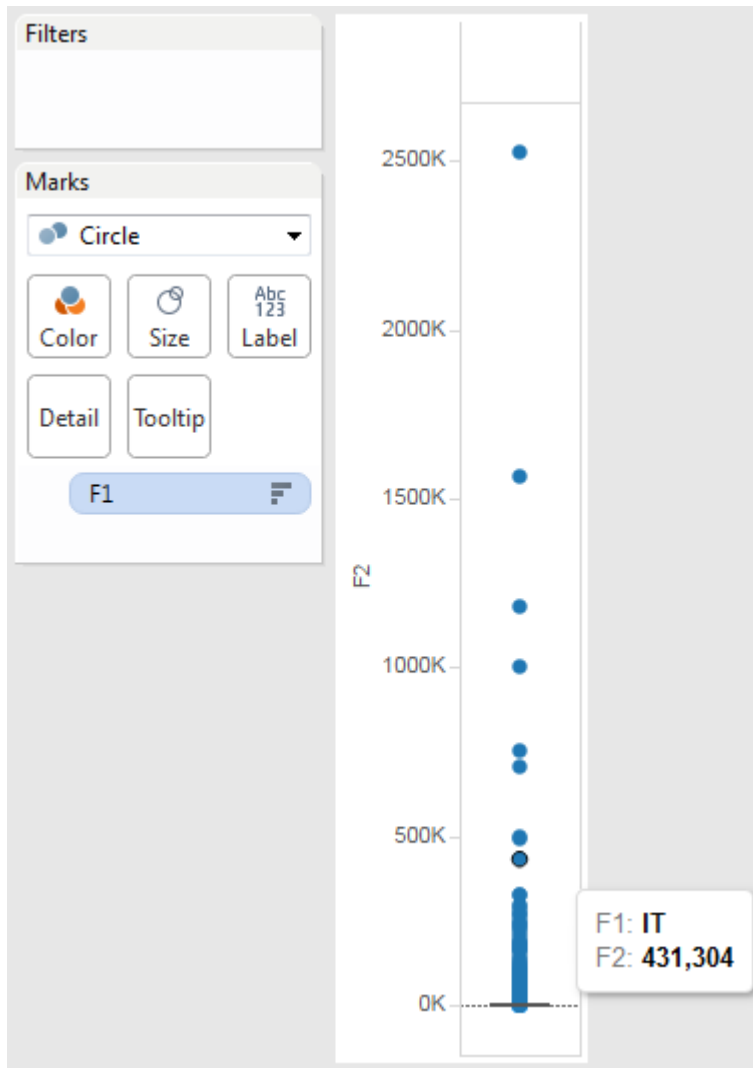 Filters
Marks
Circle
Color
Size
Abc
123
Label
Detail
Tooltip
F1
F2
2500K
2000K
1500K
1000K
500K
0K
F1: IT
F2: 431,304